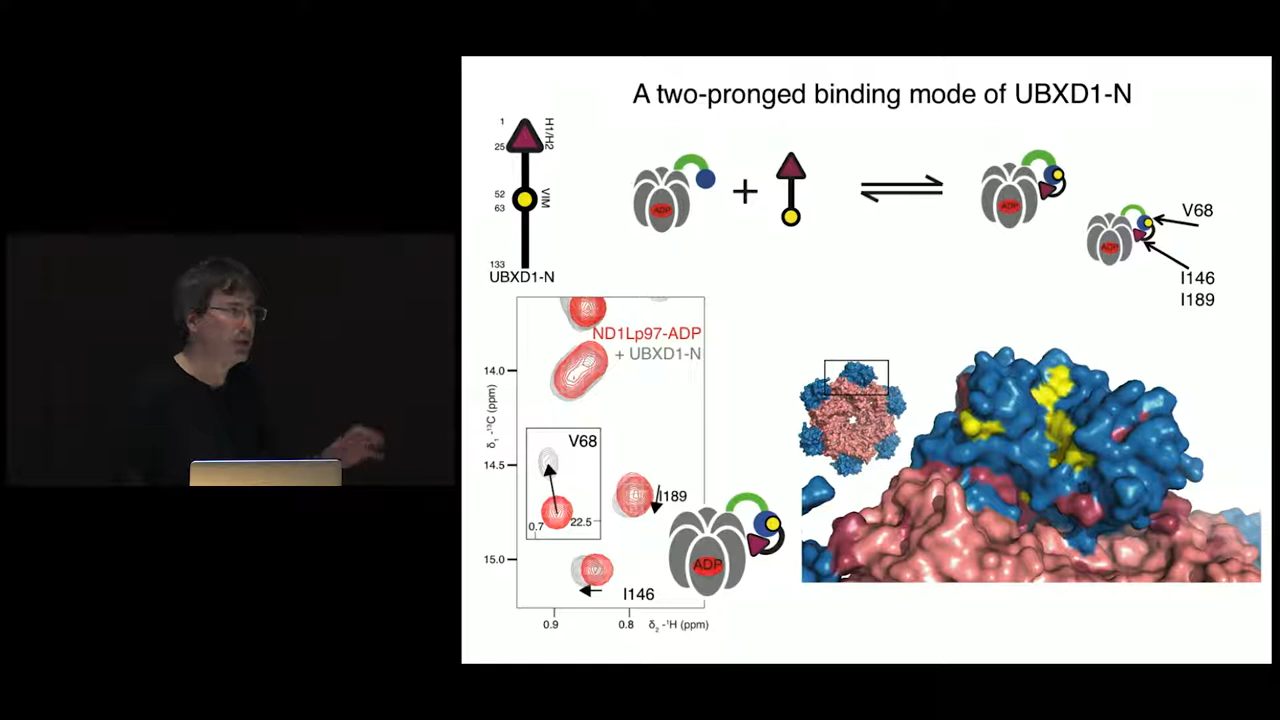 A two-pronged binding mode of UBXD1-N
1
25
H1/H2
52
63
VIM
133
UBXD1-N
ADP
+
ADP
ADP
V68
I146
I189
ND1Lp97-ADP
+ UBXD1-N
14.0
14.5
15.0
δ1 -13C (ppm)
V68
0.7
22.5
I189
I146
ADP
0.9
0.8
δ2 -1H (ppm)